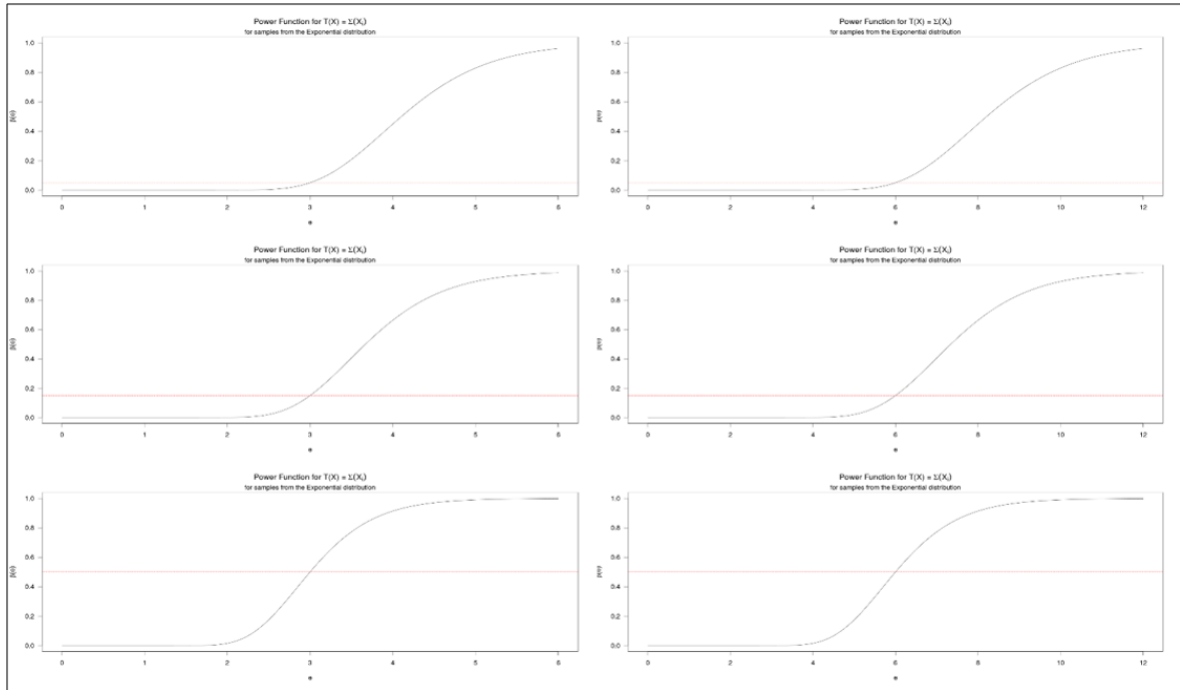 Power Function for T(X) = Σ(Xᵢ)
for samples from the Exponential distribution
1.0
0.8
0.6
0.4
0.2
0.0
β(θ)
0 1 2 3 4 5 6
θ
Power Function for T(X) = Σ(Xᵢ)
for samples from the Exponential distribution
1.0
0.8
0.6
0.4
0.2
0.0
β(θ)
0 2 4 6 8 10 12
θ
Power Function for T(X) = Σ(Xᵢ)
for samples from the Exponential distribution
1.0
0.8
0.6
0.4
0.2
0.0
β(θ)
0 1 2 3 4 5 6
θ
Power Function for T(X) = Σ(Xᵢ)
for samples from the Exponential distribution
1.0
0.8
0.6
0.4
0.2
0.0
β(θ)
0 2 4 6 8 10 12
θ
Power Function for T(X) = Σ(Xᵢ)
for samples from the Exponential distribution
1.0
0.8
0.6
0.4
0.2
0.0
β(θ)
0 1 2 3 4 5 6
θ
Power Function for T(X) = Σ(Xᵢ)
for samples from the Exponential distribution
1.0
0.8
0.6
0.4
0.2
0.0
β(θ)
0 2 4 6 8 10 12
θ